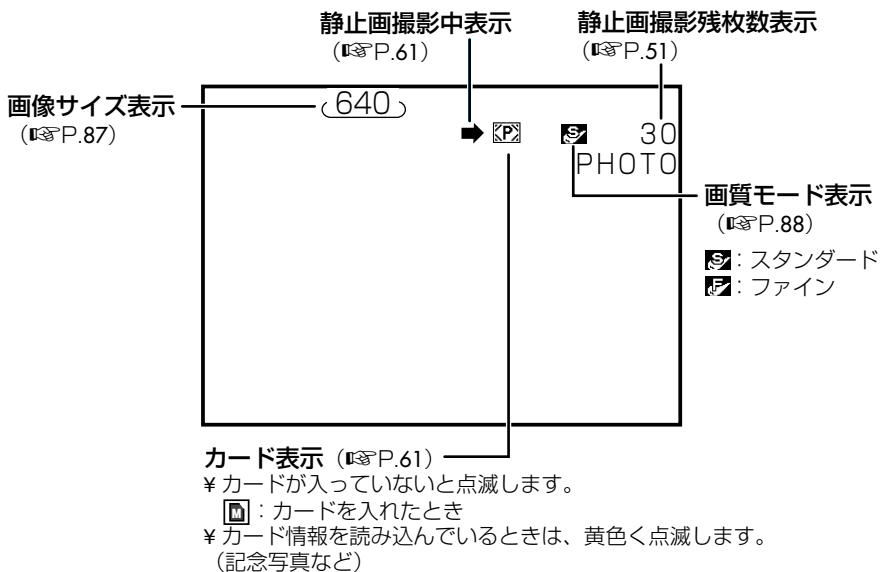 静止画撮影中表示
(☞P.61)
静止画撮影残枚数表示
(☞P.51)
画像サイズ表示
(☞P.87)
640
P
S 30
PHOTO
画質モード表示
(☞P.88)
S:スタンダード
F:ファイン
カード表示(☞P.61)
¥カードが入っていないと点滅します。
M:カードを入れたとき
¥カード情報を読み込んでいるときは、黄色く点滅します。
(記念写真など)